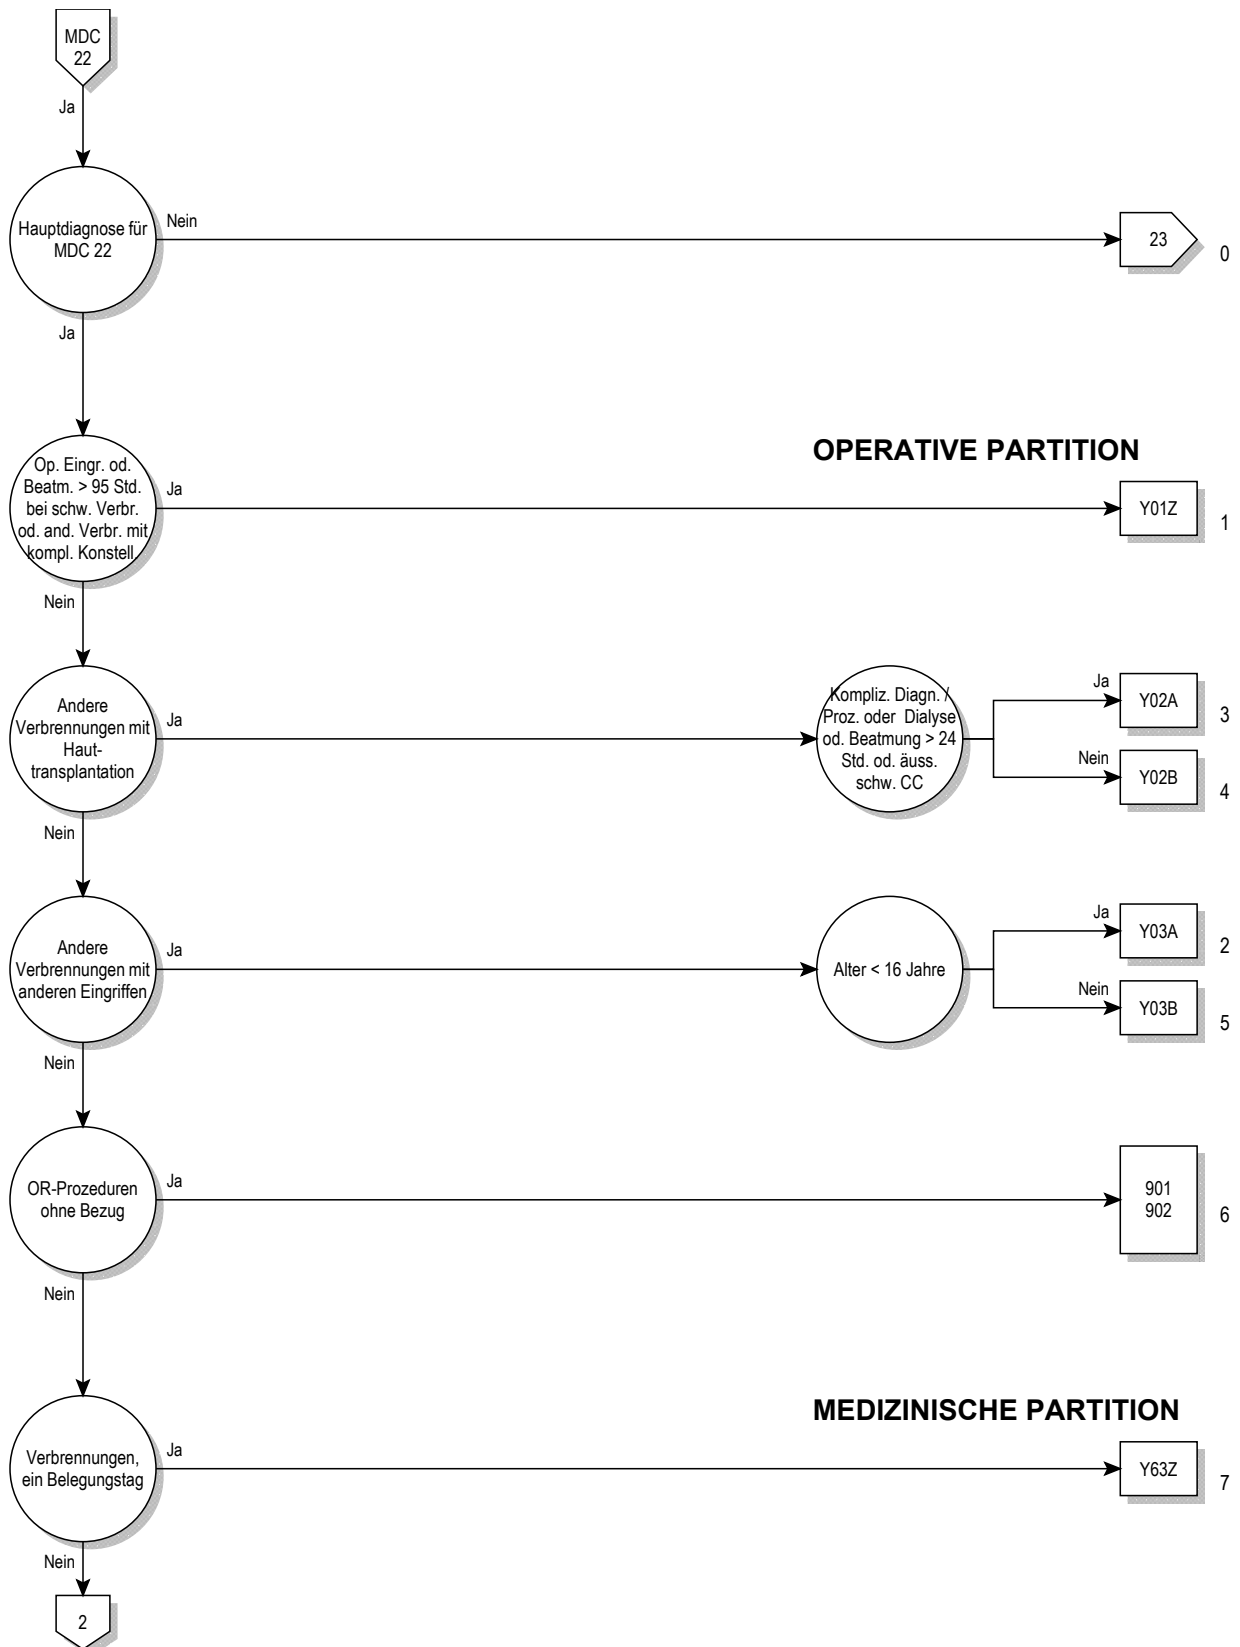 MDC
22
Ja
Hauptdiagnose für
MDC 22
Nein
23
0
Ja
OPERATIVE PARTITION
Op. Eingr. od.
Beatm. > 95 Std.
bei schw. Verbr.
od. and. Verbr. mit
kompl. Konstell.
Ja
Y01Z
1
Nein
Andere
Verbrennungen mit
Haut-
transplantation
Ja
Kompliz. Diagn. /
Proz. oder Dialyse
od. Beatmung > 24
Std. od. äuss.
schw. CC
Ja
Y02A
3
Nein
Y02B
4
Nein
Andere
Verbrennungen mit
anderen Eingriffen
Ja
Alter < 16 Jahre
Ja
Y03A
2
Nein
Y03B
5
Nein
OR-Prozeduren
ohne Bezug
Ja
901
902
6
Nein
MEDIZINISCHE PARTITION
Verbrennungen,
ein Belegungstag
Ja
Y63Z
7
Nein
2